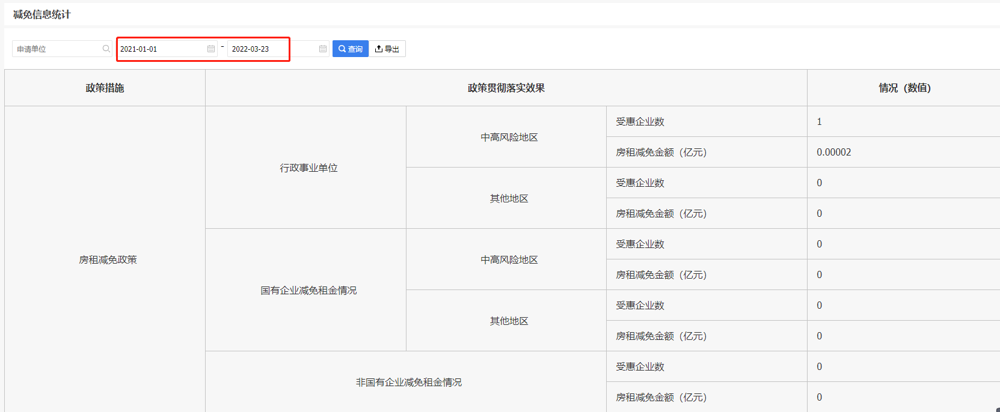 减免信息统计
申请单位 2021-01-01 - 2022-03-23 查询 导出
政策措施 政策贯彻落实效果 情况（数值）
房租减免政策
行政事业单位
中高风险地区
受惠企业数 1
房租减免金额（亿元） 0.00002
其他地区
受惠企业数 0
房租减免金额（亿元） 0
国有企业减免租金情况
中高风险地区
受惠企业数 0
房租减免金额（亿元） 0
其他地区
受惠企业数 0
房租减免金额（亿元） 0
非国有企业减免租金情况
受惠企业数 0
房租减免金额（亿元） 0